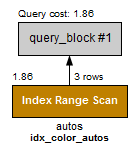 Query cost: 1.86
query_block #1
1.86 3 rows
Index Range Scan
autos
idx_color_autos